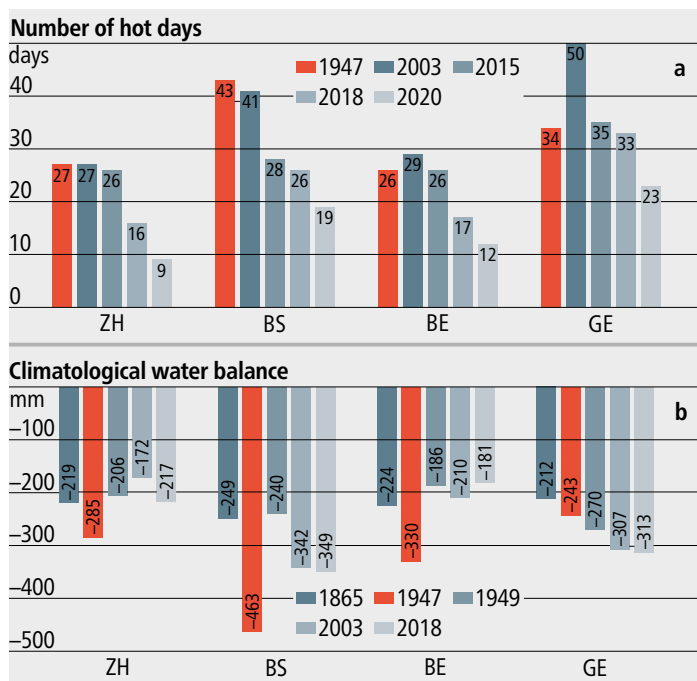 Number of hot days
days
a
1947 2003 2015
2018 2020
40
30
20
10
0
27 27 26 16 9
43 41 28 26 19
26 29 26 17 12
34 50 35 33 23
ZH BS BE GE
Climatological water balance
mm
b
–100
–200
–300
–400
–500
–219 –285 –206 –172 –217
–249 –463 –240 –342 –349
–224 –330 –186 –210 –181
–212 –243 –270 –307 –313
1865 1947 1949
2003 2018
ZH BS BE GE